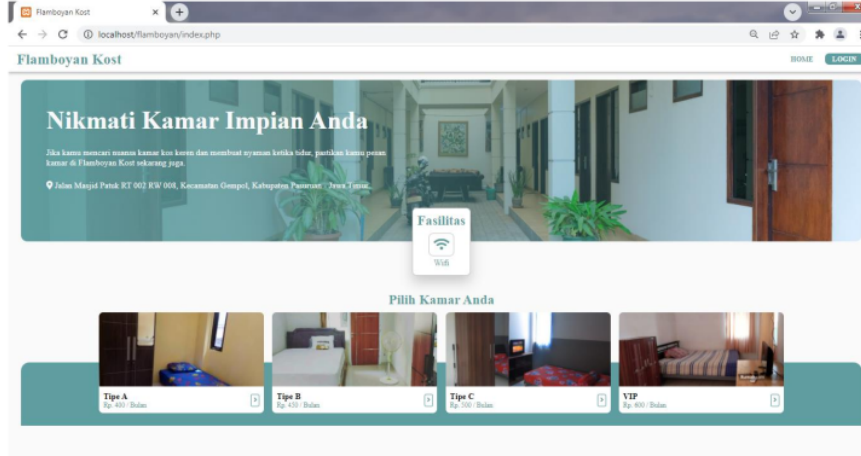 Flamboyan Kost
localhost/flamboyan/index.php
Flamboyan Kost
HOME
LOGIN
Nikmati Kamar Impian Anda
Jika kamu mencari nuansa kamar kos keren dan membuat nyaman ketika tidur, pastikan kamu pesan
kamar di Flamboyan Kost sekarang juga.
Jalan Masjid Patuk RT 002 RW 008, Kecamatan Gempol, Kabupaten Pasuruan - Jawa Timur.
Fasilitas
Wifi
Pilih Kamar Anda
Tipe A
Rp. 400 / Bulan
Tipe B
Rp. 450 / Bulan
Tipe C
Rp. 500 / Bulan
VIP
Rp. 600 / Bulan